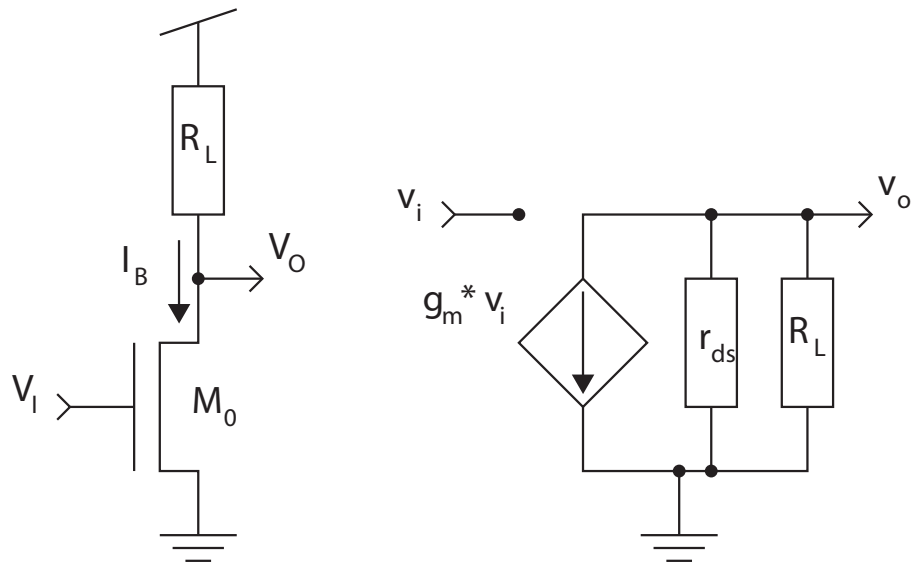 R_L
I_B
V_O
V_I
M_0
v_i
v_o
g_m* v_i
r_ds
R_L